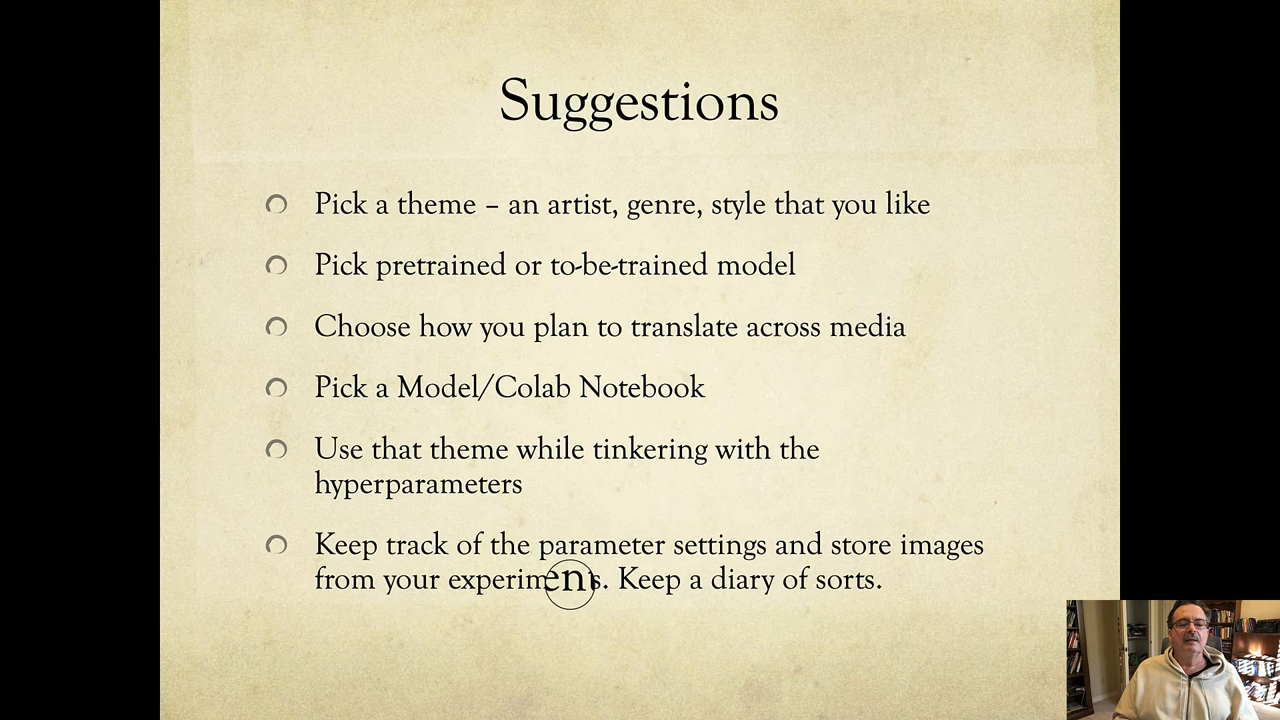 Suggestions
Pick a theme – an artist, genre, style that you like
Pick pretrained or to-be-trained model
Choose how you plan to translate across media
Pick a Model/Colab Notebook
Use that theme while tinkering with the
hyperparameters
Keep track of the parameter settings and store images
from your experiments. Keep a diary of sorts.